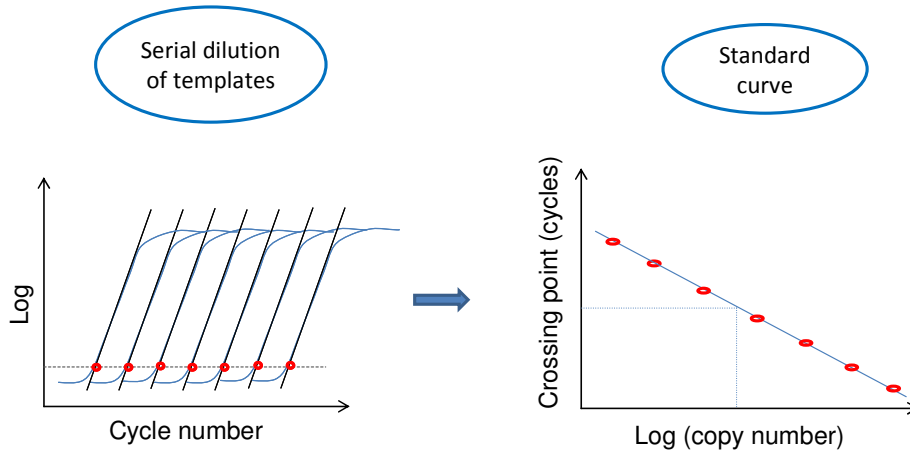 Serial dilution
of templates
Standard
curve
Log
Cycle number
Crossing point (cycles)
Log (copy number)